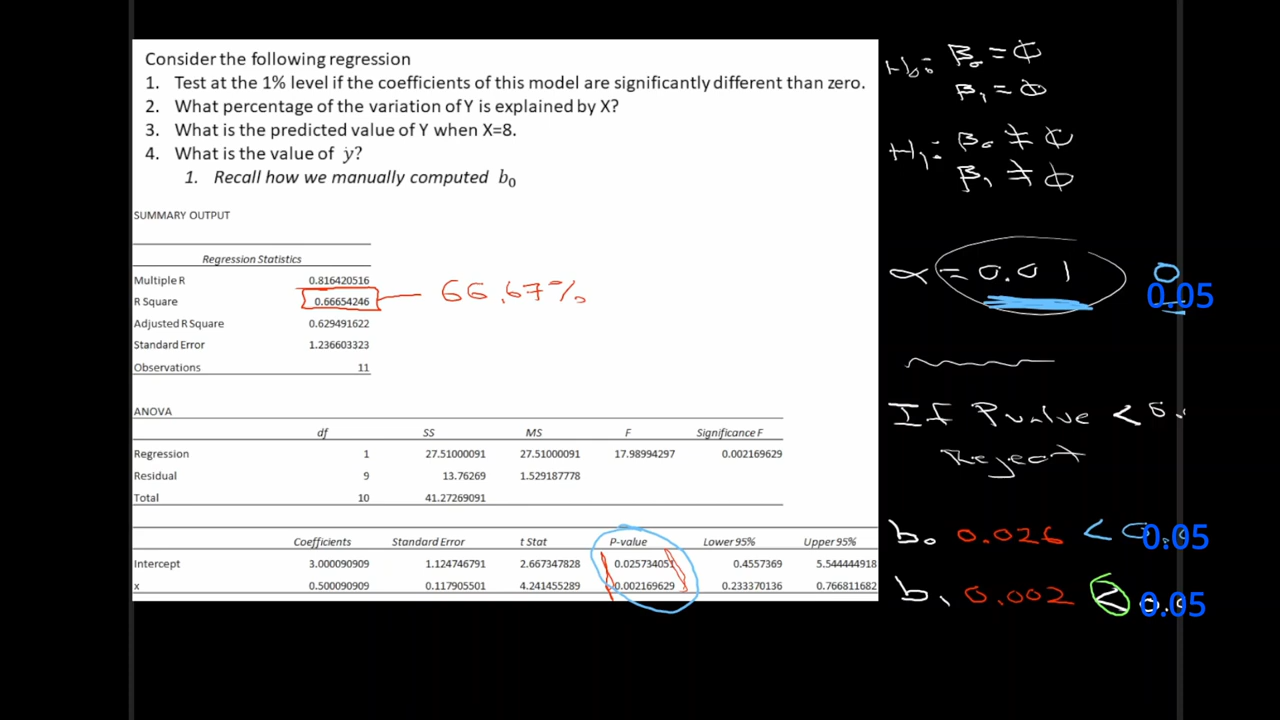 Consider the following regression
1. Test at the 1% level if the coefficients of this model are significantly different than zero.
2. What percentage of the variation of Y is explained by X?
3. What is the predicted value of Y when X=8.
4. What is the value of ẏ?
1. Recall how we manually computed b₀
SUMMARY OUTPUT
Regression Statistics
Multiple R 0.816420516
R Square 0.66654246 66.67%
Adjusted R Square 0.629491622
Standard Error 1.236603323
Observations 11
ANOVA
df SS MS F Significance F
Regression 1 27.51000091 27.51000091 17.98994297 0.002169629
Residual 9 13.76269 1.529187778
Total 10 41.27269091
Coefficients Standard Error t Stat P-value Lower 95% Upper 95%
Intercept 3.000090909 1.124746791 2.667347828 0.025734051 0.4557369 5.544444918
x 0.500090909 0.117905501 4.241455289 0.002169629 0.233370136 0.766811682
H₀: β₀ = ϕ
β₁ = ϕ
H₁: β₀ ≠ ϕ
β₁ ≠ ϕ
α = 0.01 0
0.05
If Pvalue < 0.
Reject
b₀ 0.026 < 0.05
b₁ 0.002 < 0.05